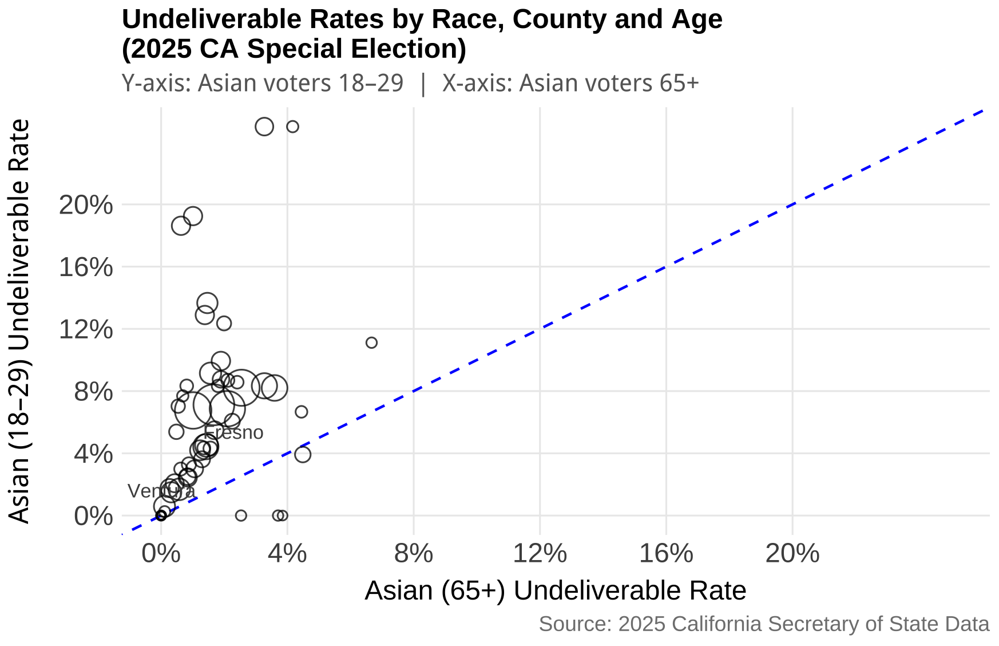 Undeliverable Rates by Race, County and Age
(2025 CA Special Election)
Y-axis: Asian voters 18–29 | X-axis: Asian voters 65+
Asian (18–29) Undeliverable Rate
20%
16%
12%
8%
4%
0%
Fresno
Ventura
0% 4% 8% 12% 16% 20%
Asian (65+) Undeliverable Rate
Source: 2025 California Secretary of State Data